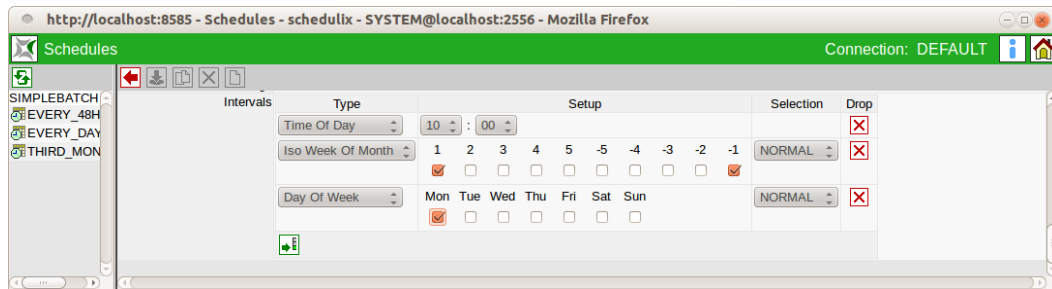 http://localhost:8585 - Schedules - schedulix - SYSTEM@localhost:2556 - Mozilla Firefox
Schedules Connection: DEFAULT
SIMPLEBATCH
EVERY_48H
EVERY_DAY
THIRD_MON
Intervals Type Setup Selection Drop
Time Of Day 10 : 00
Iso Week Of Month 1 2 3 4 5 -5 -4 -3 -2 -1 NORMAL
Day Of Week Mon Tue Wed Thu Fri Sat Sun NORMAL